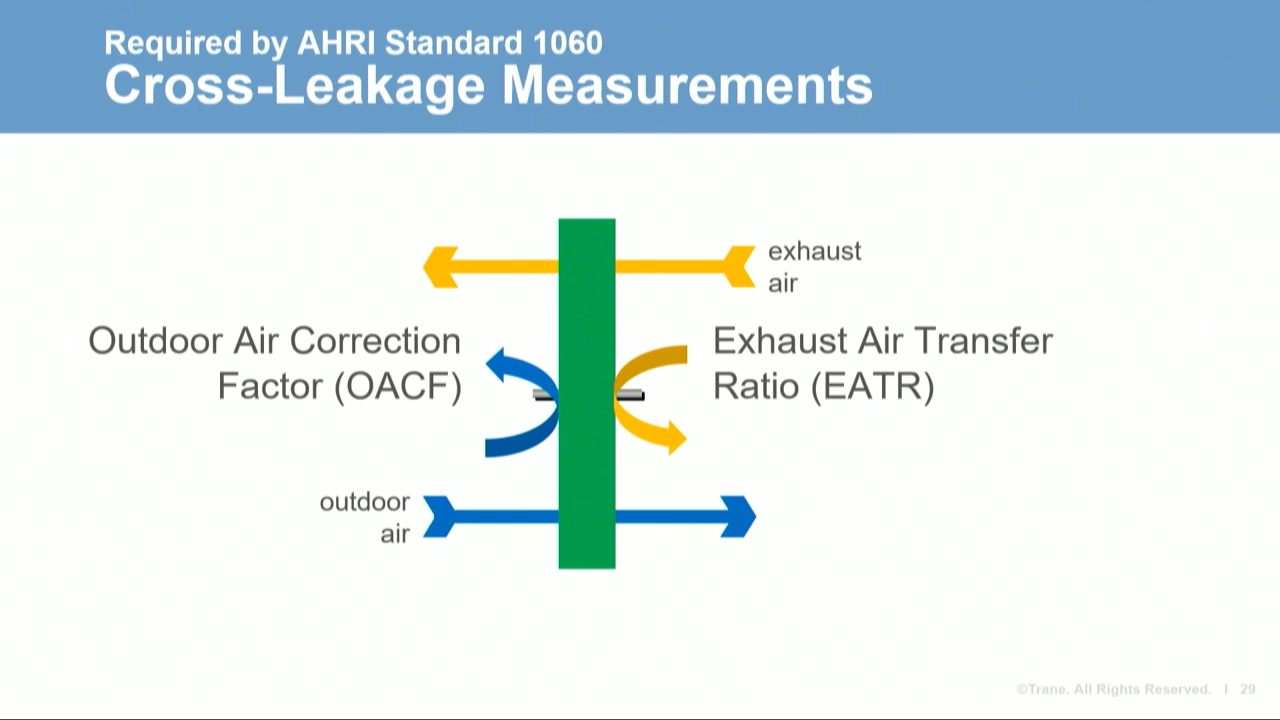 Required by AHRI Standard 1060
Cross-Leakage Measurements
exhaust
air
Outdoor Air Correction
Factor (OACF)
Exhaust Air Transfer
Ratio (EATR)
outdoor
air
©Trane. All Rights Reserved. | 29